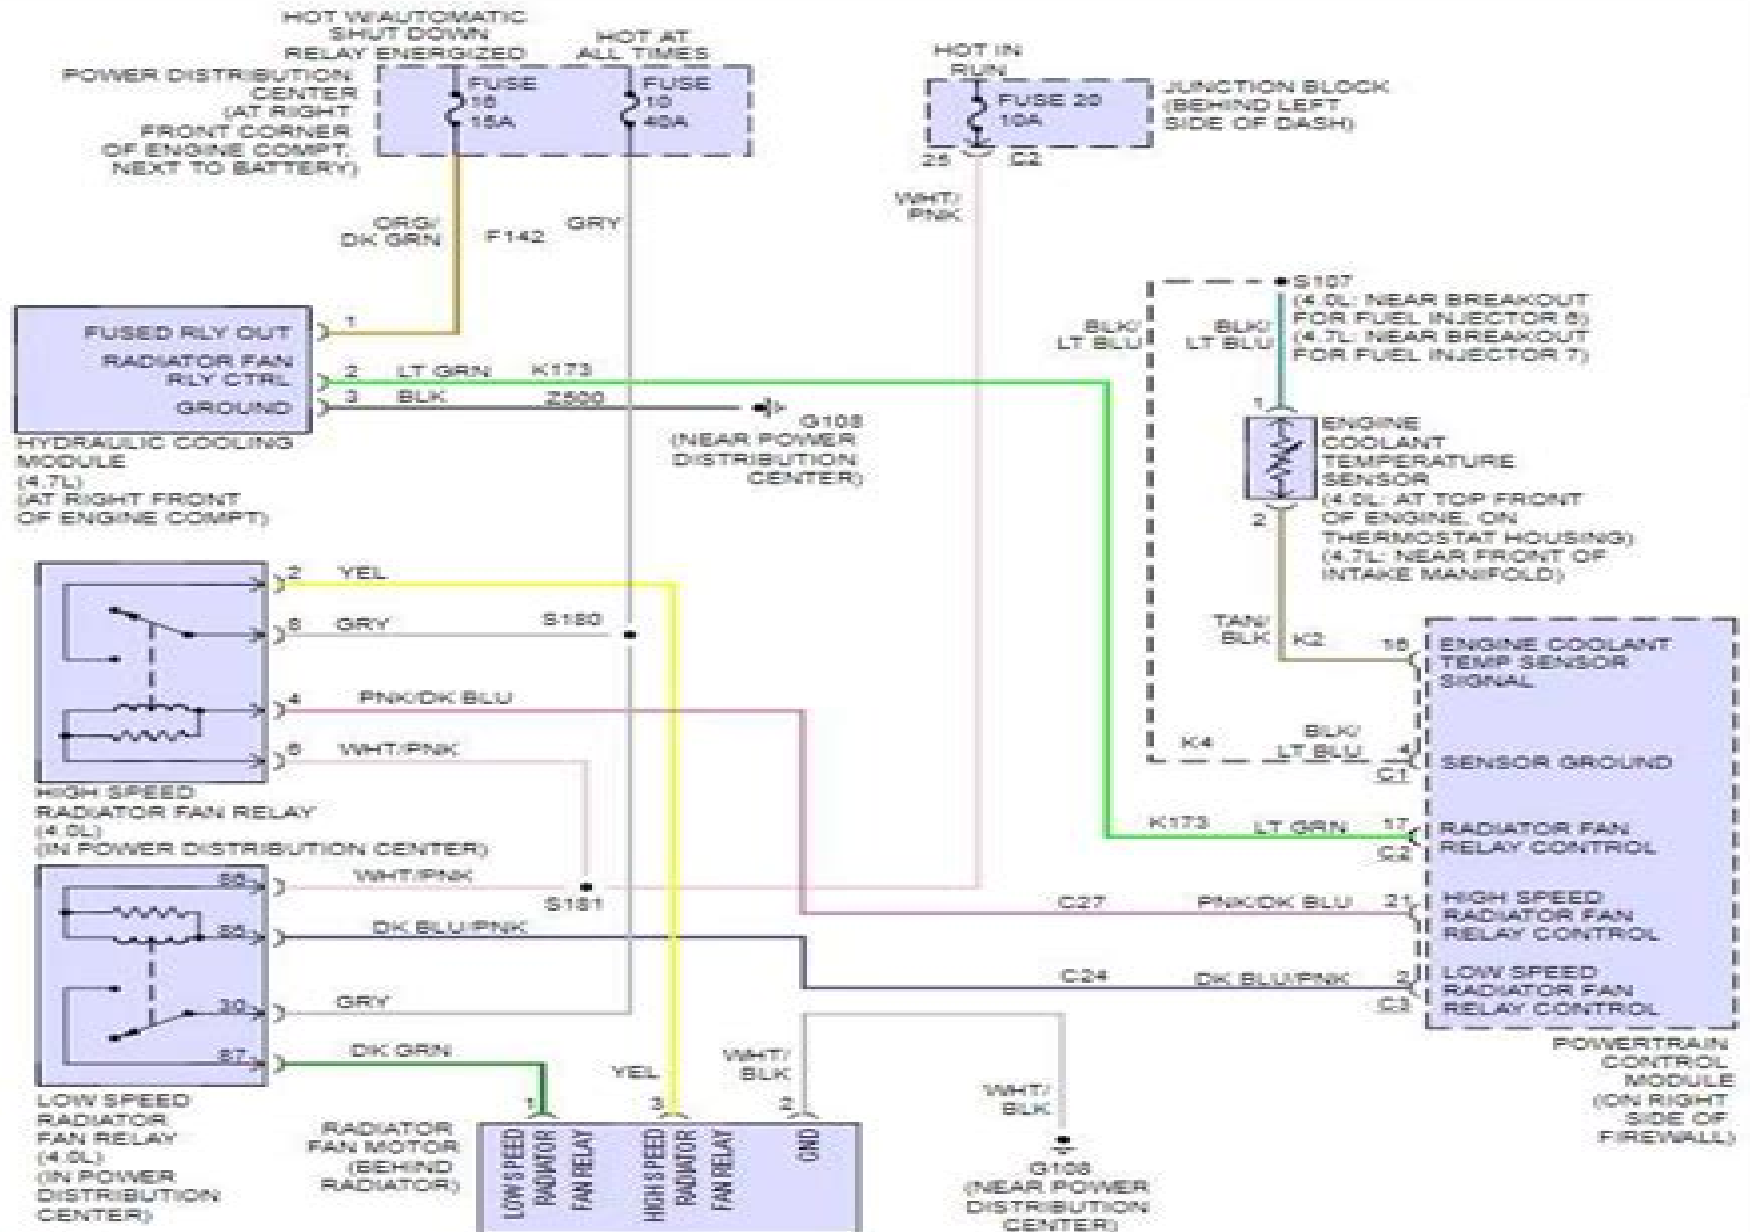 HOT W/AUTOMATIC
SHUT DOWN
RELAY ENERGIZED
HOT AT
ALL TIMES
HOT IN
RUN
POWER DISTRIBUTION
CENTER
(AT RIGHT
FRONT CORNER
OF ENGINE COMPT,
NEXT TO BATTERY)
FUSE
16
15A
FUSE
10
40A
FUSE 20
10A
JUNCTION BLOCK
(BEHIND LEFT
SIDE OF DASH)
25 C2
WHT/
PNK
ORG/
DK GRN
F142
GRY
S107
(4.0L: NEAR BREAKOUT
FOR FUEL INJECTOR 6)
(4.7L: NEAR BREAKOUT
FOR FUEL INJECTOR 7)
BLK/
LT BLU
BLK/
LT BLU
FUSED RLY OUT
1
RADIATOR FAN
RLY CTRL
2 LT GRN K173
GROUND
3 BLK Z500
G108
(NEAR POWER
DISTRIBUTION
CENTER)
HYDRAULIC COOLING
MODULE
(4.7L)
(AT RIGHT FRONT
OF ENGINE COMPT)
1
ENGINE
COOLANT
TEMPERATURE
SENSOR
(4.0L: AT TOP FRONT
OF ENGINE, ON
THERMOSTAT HOUSING)
(4.7L: NEAR FRONT OF
INTAKE MANIFOLD)
2
2 YEL
8 GRY
S180
4 PNK/DK BLU
6 WHT/PNK
HIGH SPEED
RADIATOR FAN RELAY
(4.0L)
(IN POWER DISTRIBUTION CENTER)
TAN/
BLK
K2
16
ENGINE COOLANT
TEMP SENSOR
SIGNAL
K4
BLK/
LT BLU
4
C1
SENSOR GROUND
K173 LT GRN 17
C2
RADIATOR FAN
RELAY CONTROL
C27 PNK/DK BLU 21
HIGH SPEED
RADIATOR FAN
RELAY CONTROL
C24 DK BLU/PNK 2
C3
LOW SPEED
RADIATOR FAN
RELAY CONTROL
POWERTRAIN
CONTROL
MODULE
(ON RIGHT
SIDE OF
FIREWALL)
86 WHT/PNK
S181
85 DK BLU/PNK
30 GRY
87 DK GRN
LOW SPEED
RADIATOR
FAN RELAY
(4.0L)
(IN POWER
DISTRIBUTION
CENTER)
YEL
WHT/
BLK
WHT/
BLK
1
3
2
RADIATOR
FAN MOTOR
(BEHIND
RADIATOR)
LOW SPEED
RADIATOR
FAN RELAY
HIGH SPEED
RADIATOR
FAN RELAY
GND
G108
(NEAR POWER
DISTRIBUTION
CENTER)